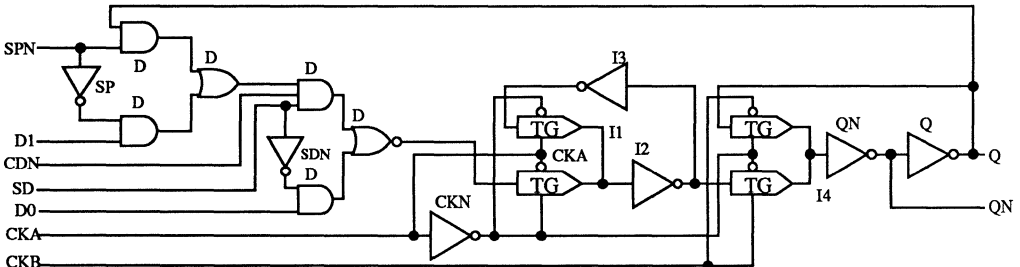 SPN
D
SP
D
D
D1
CDN
SD
D0
CKA
CKB
D
SDN
D
D
CKN
I3
TG
I1
CKA
TG
I2
TG
TG
I4
QN
Q
Q
QN